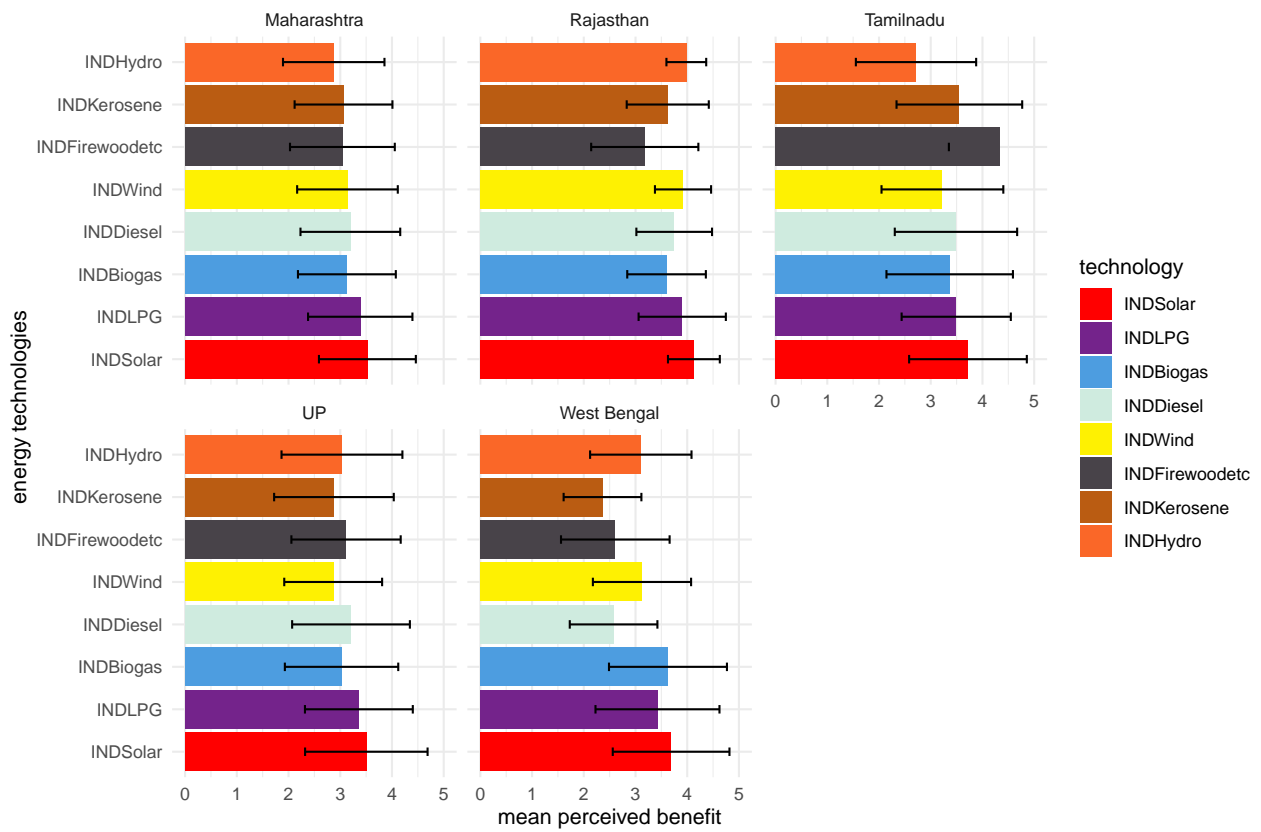 Maharashtra
Rajasthan
Tamilnadu
INDHydro
INDKerosene
INDFirewoodetc
INDWind
INDDiesel
INDBiogas
INDLPG
INDSolar
0 1 2 3 4 5
UP
West Bengal
INDHydro
INDKerosene
INDFirewoodetc
INDWind
INDDiesel
INDBiogas
INDLPG
INDSolar
0 1 2 3 4 5
0 1 2 3 4 5
mean perceived benefit
energy technologies
technology
INDSolar
INDLPG
INDBiogas
INDDiesel
INDWind
INDFirewoodetc
INDKerosene
INDHydro